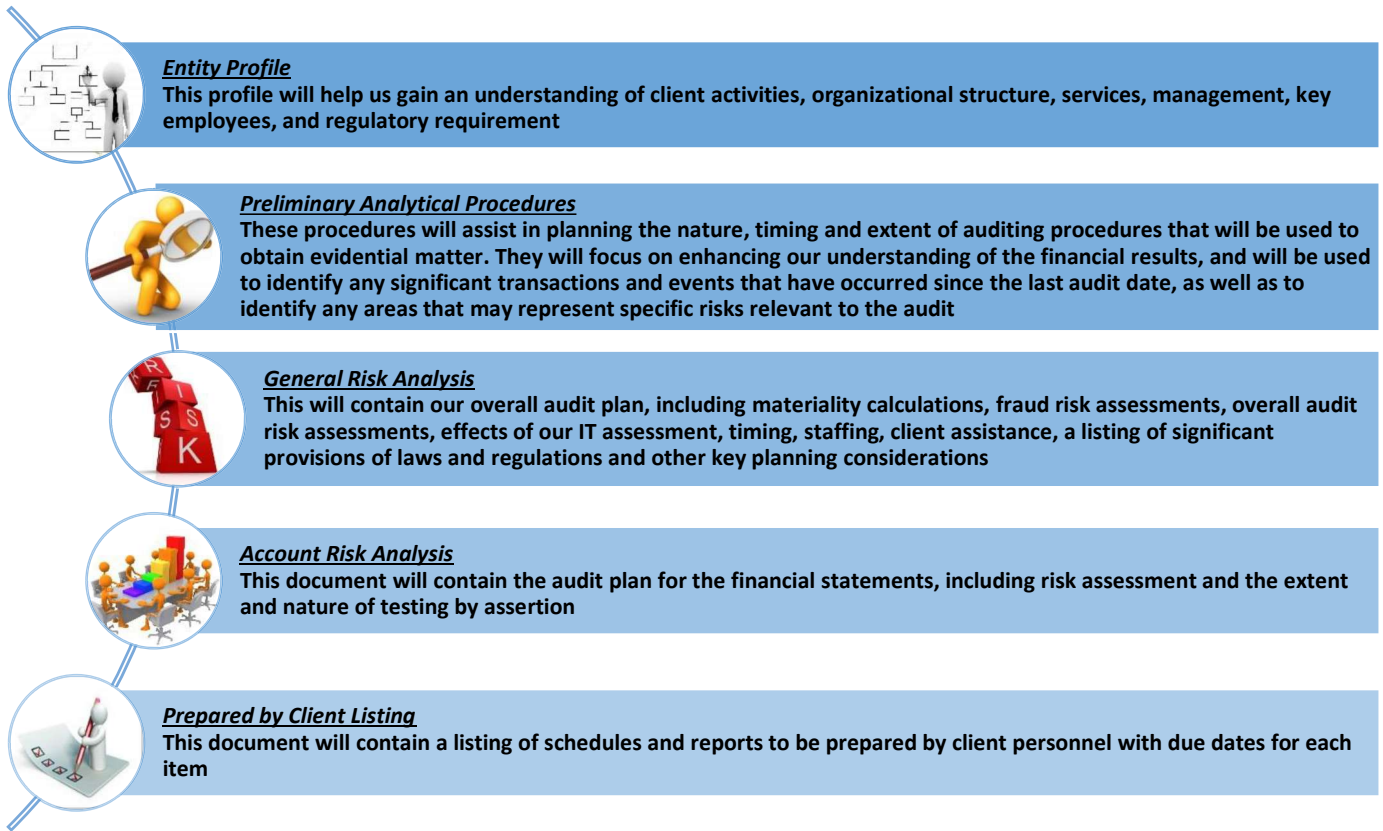 Entity Profile
This profile will help us gain an understanding of client activities, organizational structure, services, management, key
employees, and regulatory requirement
Preliminary Analytical Procedures
These procedures will assist in planning the nature, timing and extent of auditing procedures that will be used to
obtain evidential matter. They will focus on enhancing our understanding of the financial results, and will be used
to identify any significant transactions and events that have occurred since the last audit date, as well as to
identify any areas that may represent specific risks relevant to the audit
R I S K
General Risk Analysis
This will contain our overall audit plan, including materiality calculations, fraud risk assessments, overall audit
risk assessments, effects of our IT assessment, timing, staffing, client assistance, a listing of significant
provisions of laws and regulations and other key planning considerations
Account Risk Analysis
This document will contain the audit plan for the financial statements, including risk assessment and the extent
and nature of testing by assertion
Prepared by Client Listing
This document will contain a listing of schedules and reports to be prepared by client personnel with due dates for each
item